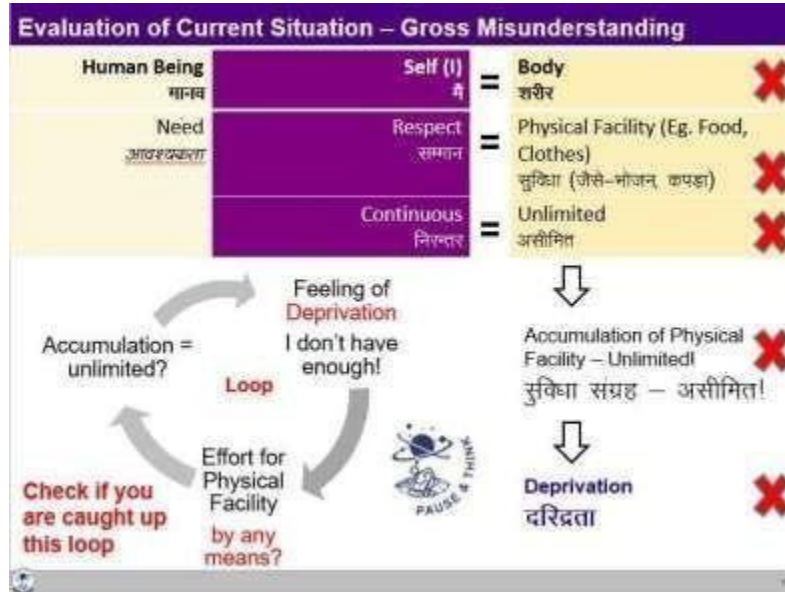 Evaluation of Current Situation – Gross Misunderstanding
Human Being
मानव
Self (I)
मैं
=
Body
शरीर
Need
आवश्यकता
Respect
सम्मान
=
Physical Facility (Eg. Food,
Clothes)
सुविधा (जैसे–भोजन, कपडा)
Continuous
निरन्तर
=
Unlimited
असीमित
Feeling of
Deprivation
I don't have
enough!
Accumulation =
unlimited?
Loop
Effort for
Physical
Facility
by any
means?
Check if you
are caught up
this loop
PAUSE & THINK
Accumulation of Physical
Facility – Unlimited!
सुविधा संग्रह – असीमित!
Deprivation
दरिद्रता